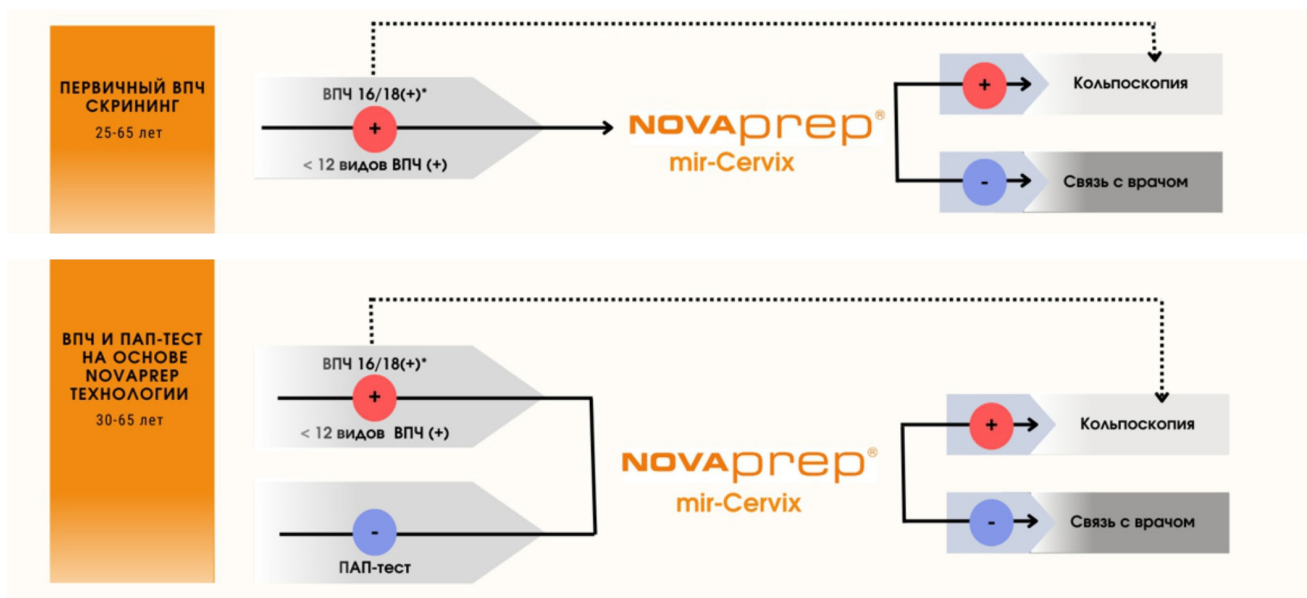 ПЕРВИЧНЫЙ ВПЧ
СКРИНИНГ
25-65 лет
ВПЧ 16/18(+)*
+
< 12 видов ВПЧ (+)
NOVAprep®
mir-Cervix
+
Кольпоскопия
-
Связь с врачом
ВПЧ И ПАП-ТЕСТ
НА ОСНОВЕ
NOVAPREP
ТЕХНОЛОГИИ
30-65 лет
ВПЧ 16/18(+)*
+
< 12 видов ВПЧ (+)
-
ПАП-тест
NOVAprep®
mir-Cervix
+
Кольпоскопия
-
Связь с врачом